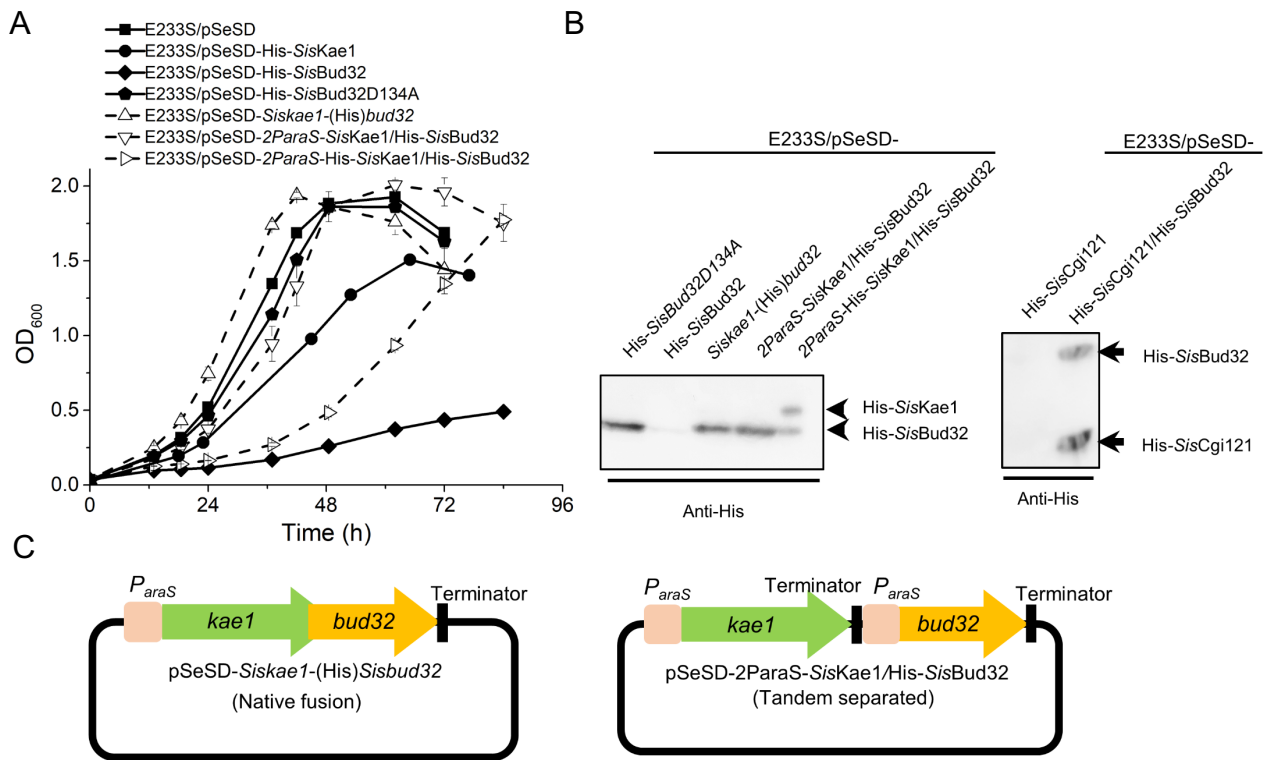 A
E233S/pSeSD
E233S/pSeSD-His-SisKae1
E233S/pSeSD-His-SisBud32
E233S/pSeSD-His-SisBud32D134A
E233S/pSeSD-Siskae1-(His)bud32
E233S/pSeSD-2ParaS-SisKae1/His-SisBud32
E233S/pSeSD-2ParaS-His-SisKae1/His-SisBud32
2.0
1.5
1.0
0.5
0.0
OD600
0
24
48
72
96
Time (h)
B
E233S/pSeSD-
His-SisBud32D134A
His-SisBud32
Siskae1-(His)bud32
2ParaS-SisKae1/His-SisBud32
2ParaS-His-SisKae1/His-SisBud32
His-SisKae1
His-SisBud32
Anti-His
E233S/pSeSD-
His-SisCgi121
His-SisCgi121/His-SisBud32
His-SisBud32
His-SisCgi121
Anti-His
C
ParaS
Terminator
kae1
bud32
pSeSD-Siskae1-(His)Sisbud32
(Native fusion)
ParaS
Terminator
ParaS
Terminator
kae1
bud32
pSeSD-2ParaS-SisKae1/His-SisBud32
(Tandem separated)